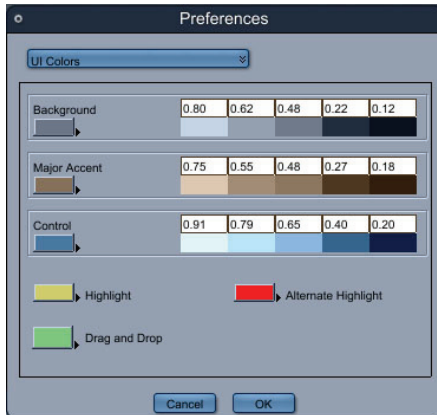 Preferences
UI Colors
Background
0.80 0.62 0.48 0.22 0.12
Major Accent
0.75 0.55 0.48 0.27 0.18
Control
0.91 0.79 0.65 0.40 0.20
Highlight Alternate Highlight
Drag and Drop
Cancel OK